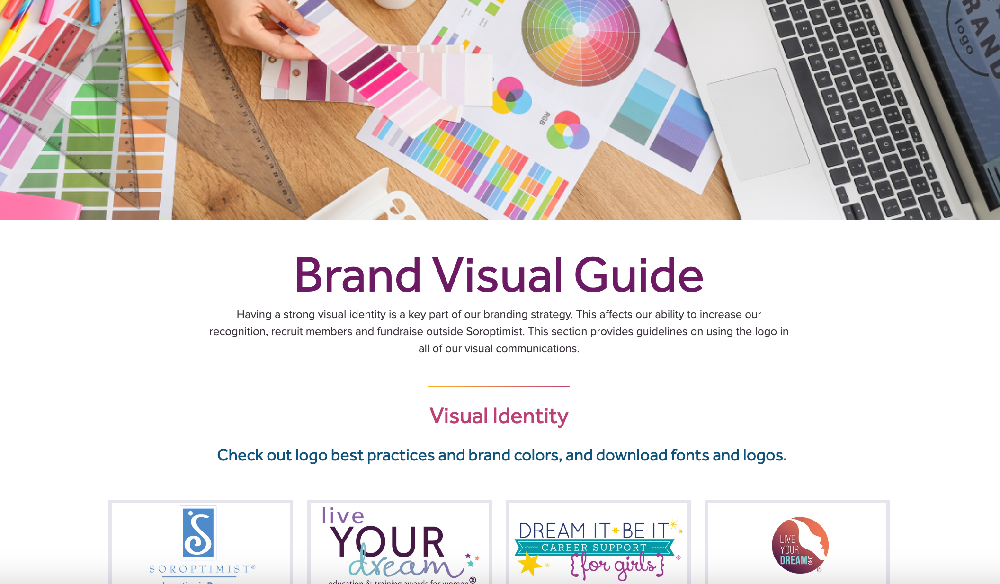 BRAND
logo
RGB
Brand Visual Guide
Having a strong visual identity is a key part of our branding strategy. This affects our ability to increase our
recognition, recruit members and fundraise outside Soroptimist. This section provides guidelines on using the logo in
all of our visual communications.
Visual Identity
Check out logo best practices and brand colors, and download fonts and logos.
S
SOROPTIMIST®
Investing in Dreams
live
YOUR
dream
education & training awards for women®
DREAM IT BE IT
CAREER SUPPORT
{for girls}®
LIVE
YOUR
DREAM.ORG
®